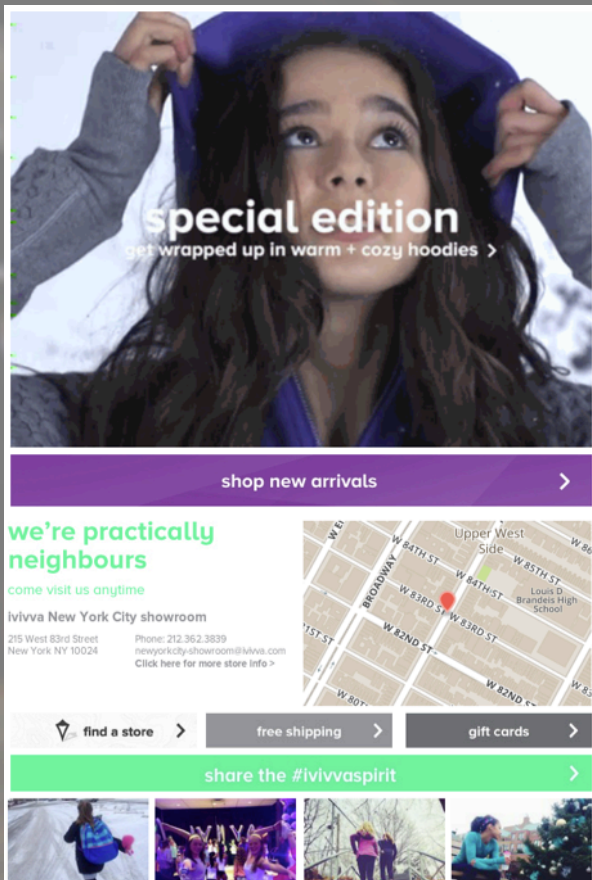 special edition
get wrapped up in warm + cozy hoodies >
shop new arrivals >
we're practically
neighbours
come visit us anytime
ivivva New York City showroom
215 West 83rd Street
New York NY 10024
Phone: 212.362.3839
newyorkcity-showroom@ivivva.com
Click here for more store info >
Upper West
Side
W 84TH ST
W 85TH ST
W 86
BROADWAY
W 84TH ST
Louis D
Brandeis High
School
W 83RD ST
W 83RD ST
W 82ND ST
W 82ND ST
1ST ST
W 83
find a store >
free shipping >
gift cards >
share the #ivivvaspirit >